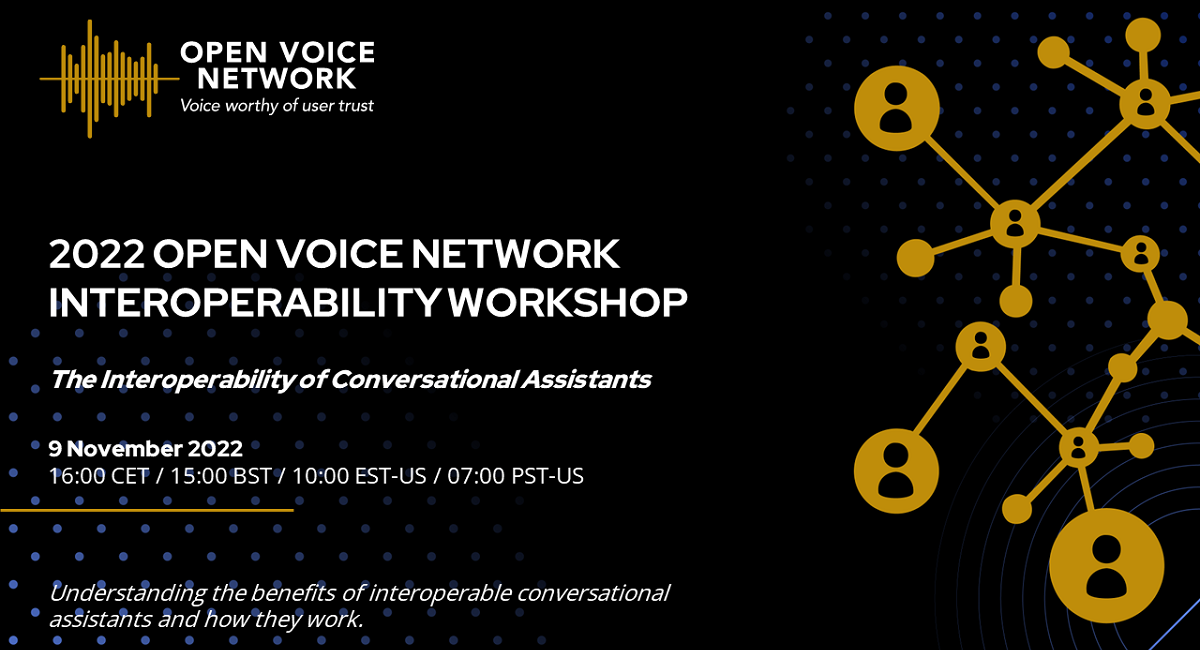 OPEN VOICE
NETWORK
Voice worthy of user trust
2022 OPEN VOICE NETWORK
INTEROPERABILITY WORKSHOP
The Interoperability of Conversational Assistants
9 November 2022
16:00 CET / 15:00 BST / 10:00 EST-US / 07:00 PST-US
Understanding the benefits of interoperable conversational
assistants and how they work.